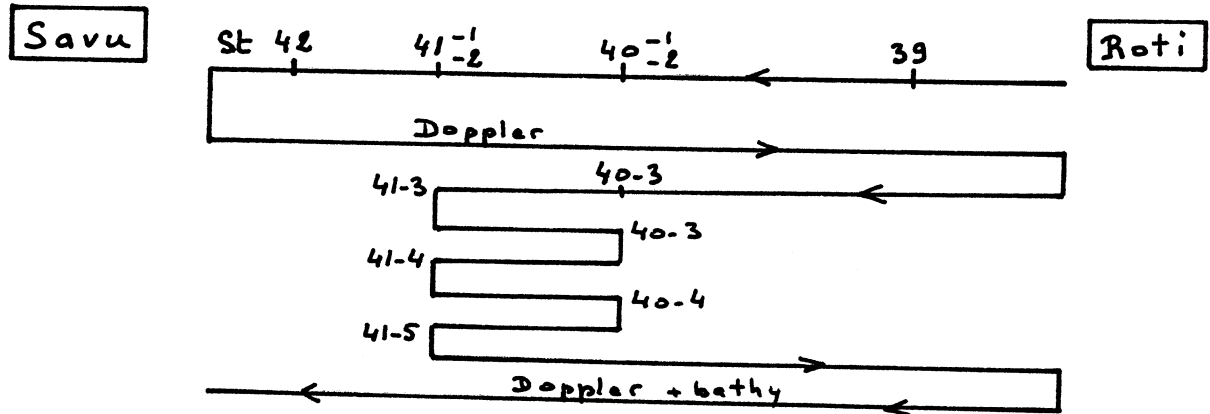 Savu
St 42 41-1-2 40-1-2 39
Roti
Doppler
41-3 40-3
40-3
41-4
40-4
41-5
Doppler + bathy